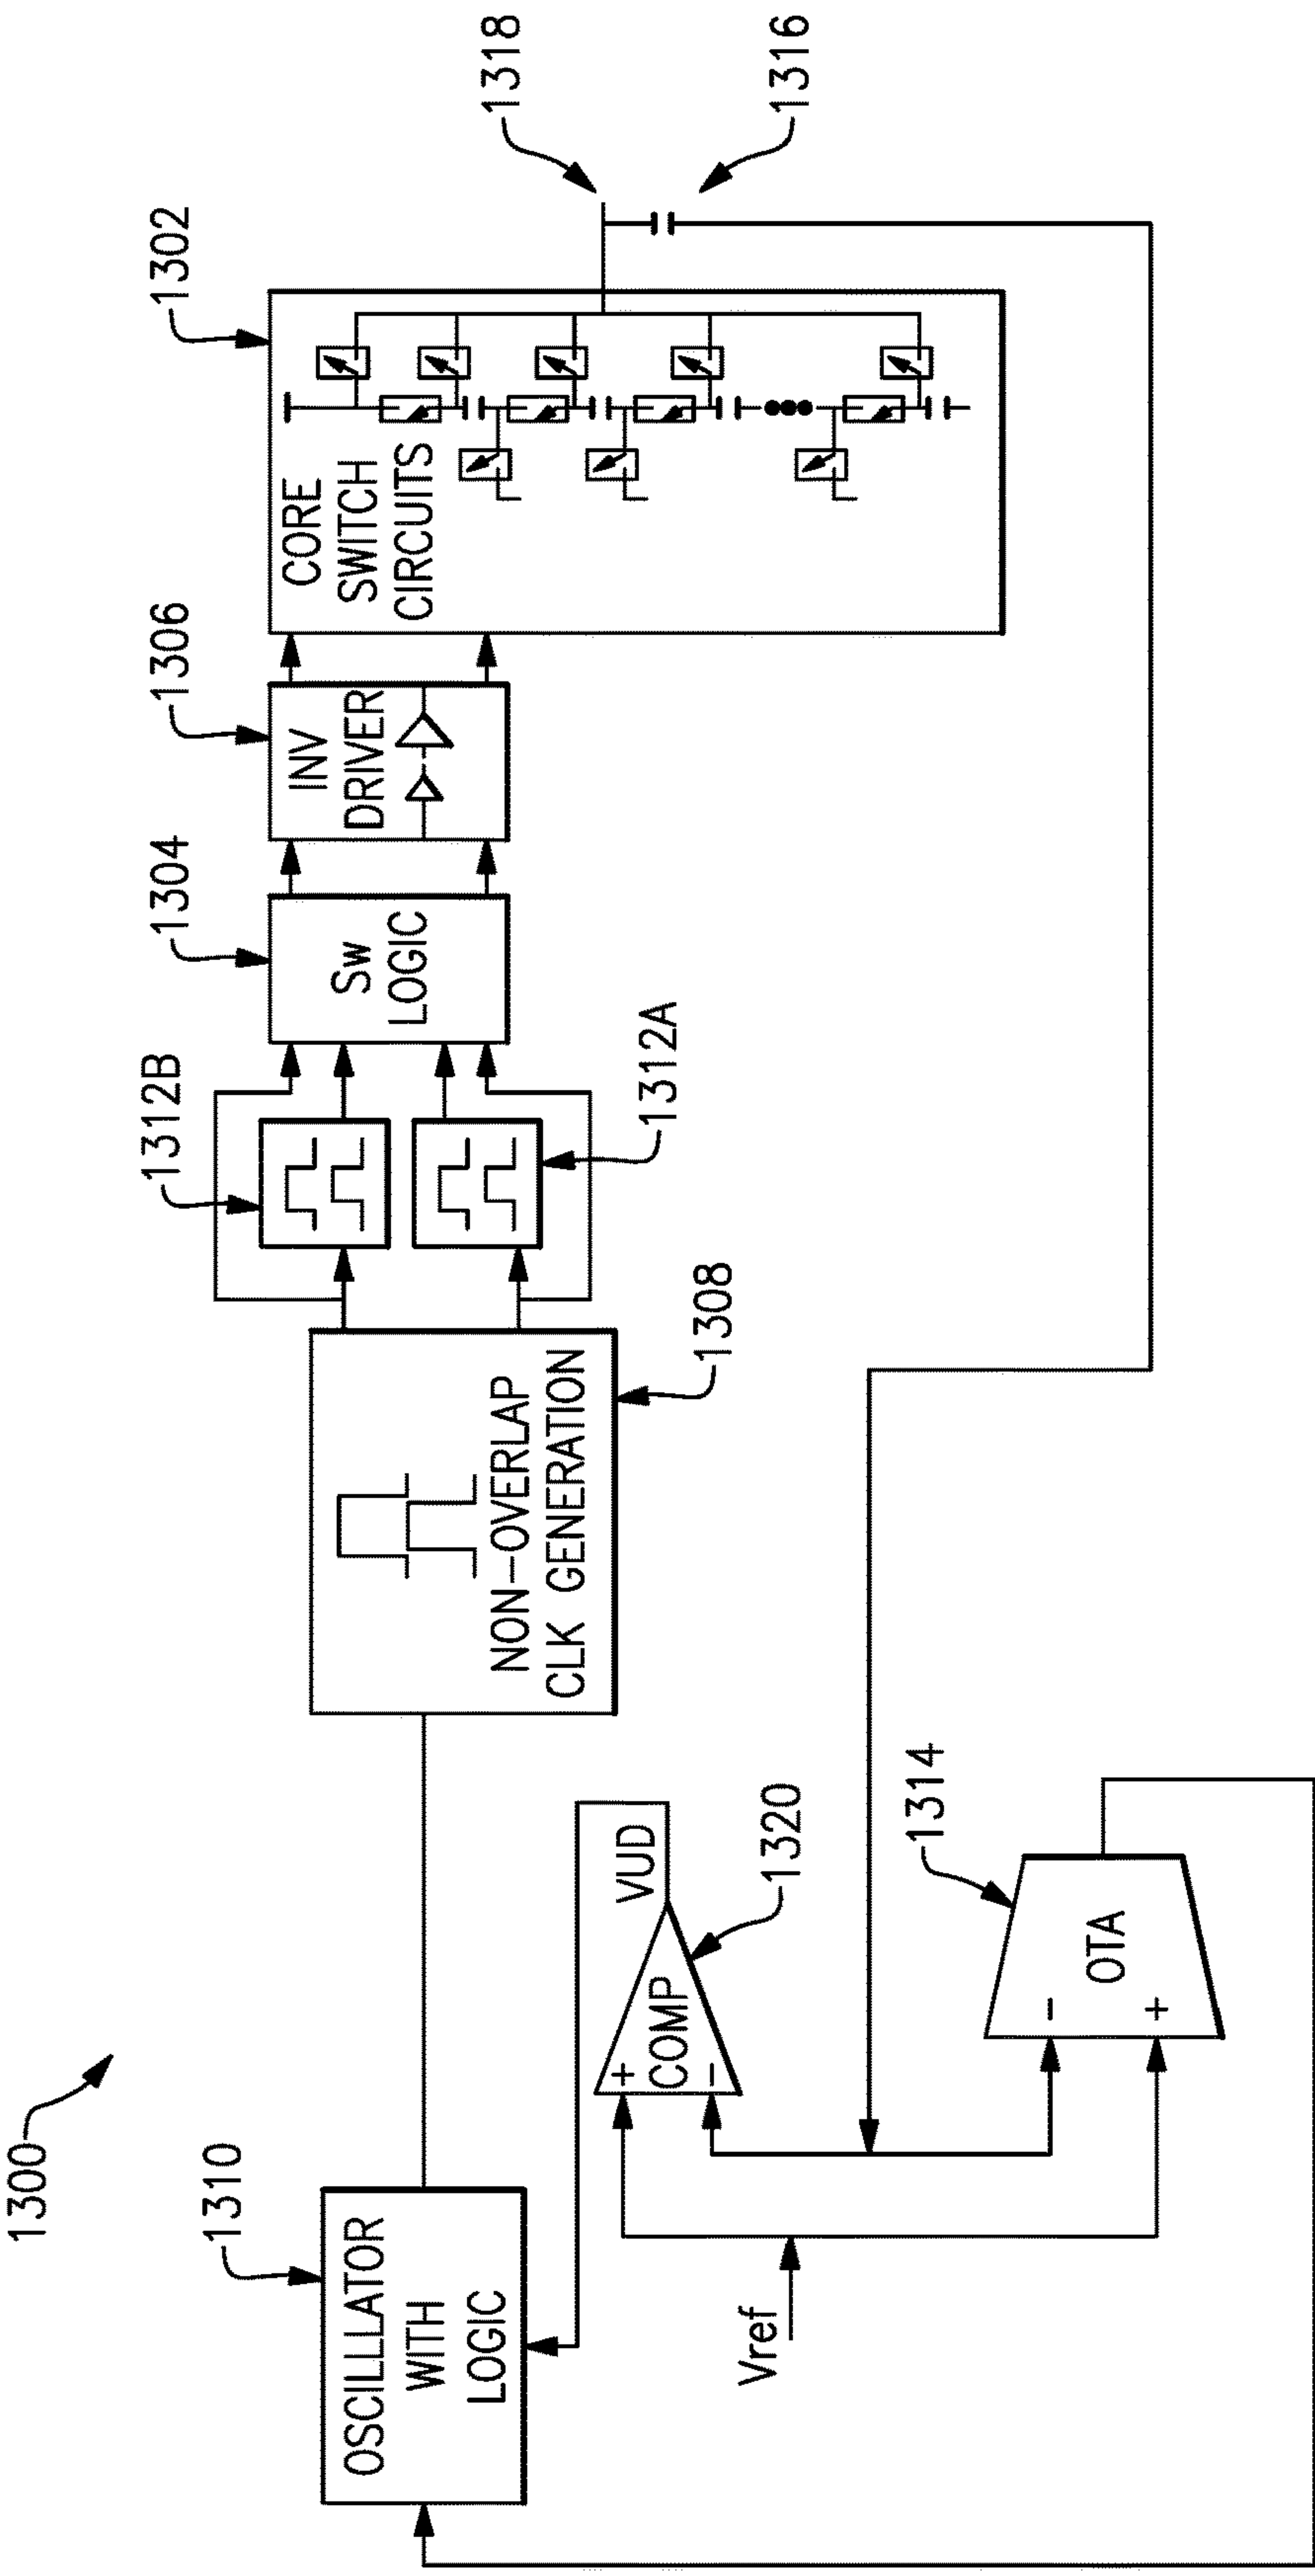 1300
1310
OSCILLLATOR
WITH
LOGIC
NON-OVERLAP
CLK GENERATION
1308
1312B
1312A
1304
Sw
LOGIC
1306
INV
DRIVER
1302
CORE
SWITCH
CIRCUITS
1318
1316
Vref
+
COMP
-
VUD
1320
-
OTA
+
1314